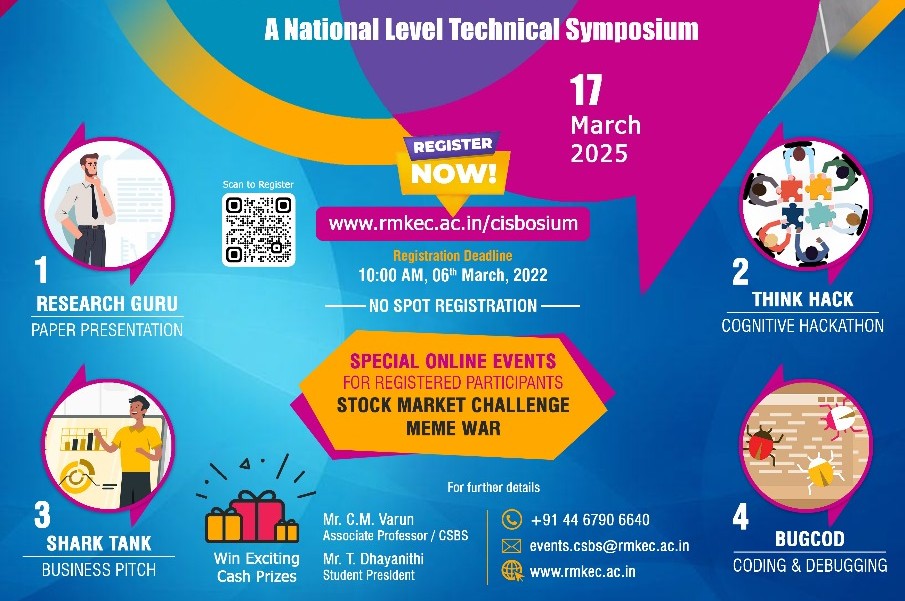 A National Level Technical Symposium
17
March
2025
REGISTER
NOW!
Scan to Register
www.rmkec.ac.in/cisbosium
Registration Deadline
10:00 AM, 06th March, 2022
NO SPOT REGISTRATION
1
RESEARCH GURU
PAPER PRESENTATION
2
THINK HACK
COGNITIVE HACKATHON
SPECIAL ONLINE EVENTS
FOR REGISTERED PARTICIPANTS
STOCK MARKET CHALLENGE
MEME WAR
3
SHARK TANK
BUSINESS PITCH
4
BUGCOD
CODING & DEBUGGING
Win Exciting
Cash Prizes
For further details
Mr. C.M. Varun
Associate Professor / CSBS
Mr. T. Dhayanithi
Student President
+91 44 6790 6640
events.csbs@rmkec.ac.in
www.rmkec.ac.in